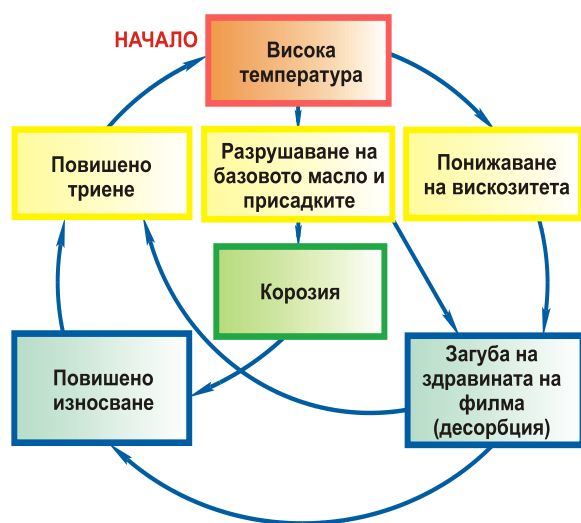 НАЧАЛО
Висока
температура
Повишено
триене
Разрушаване на
базовото масло и
присадките
Понижаване
на вискозитета
Корозия
Повишено
износване
Загуба на
здравината на
филма
(десорбция)